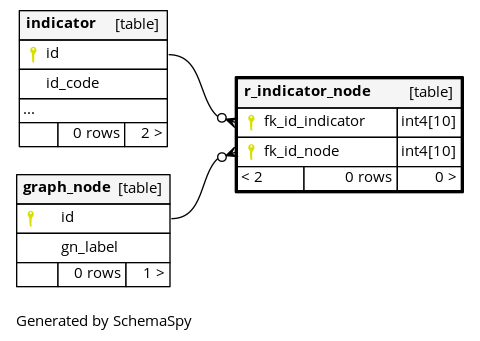 indicator [table]
id
id_code
...
0 rows 2 >
r_indicator_node [table]
fk_id_indicator int4[10]
fk_id_node int4[10]
< 2 0 rows 0 >
graph_node [table]
id
gn_label
0 rows 1 >
Generated by SchemaSpy